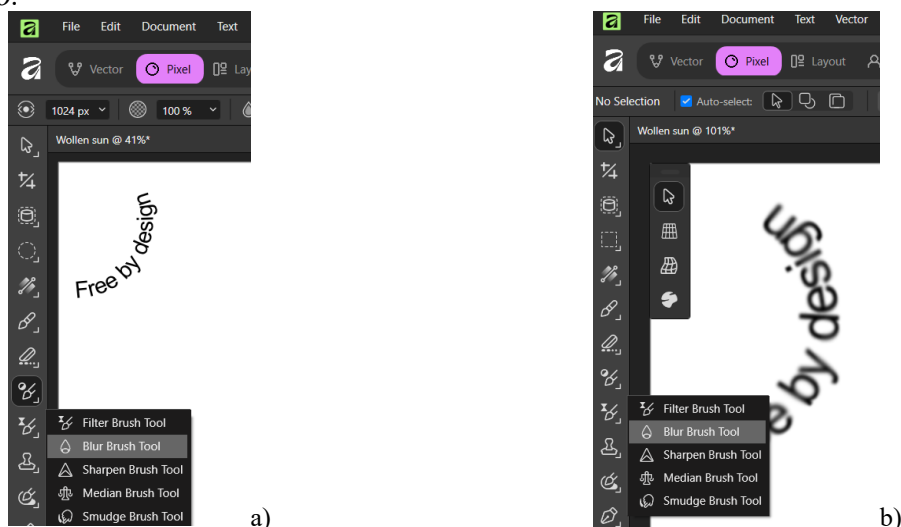 File Edit Document Text
Vector Pixel Lay
1024 px 100 %
Wollen sun @ 41%*
Free by design
Filter Brush Tool
Blur Brush Tool
Sharpen Brush Tool
Median Brush Tool
Smudge Brush Tool
a)
File Edit Document Text Vector
Vector Pixel Layout
No Selection Auto-select:
Wollen sun @ 101%*
e by design
Filter Brush Tool
Blur Brush Tool
Sharpen Brush Tool
Median Brush Tool
Smudge Brush Tool
b)